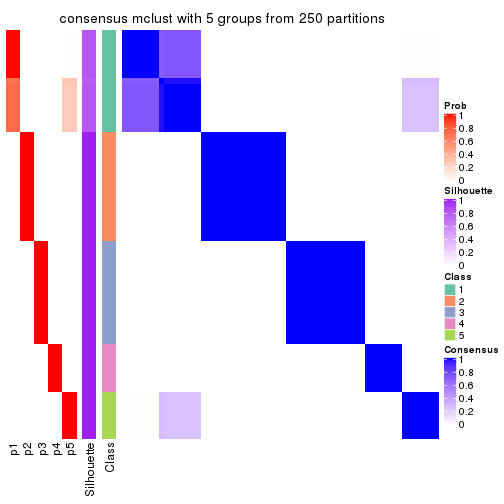 consensus mclust with 5 groups from 250 partitions
Prob
1
0.8
0.6
0.4
0.2
0
Silhouette
1
0.8
0.6
0.4
0.2
0
Class
1
2
3
4
5
Consensus
1
0.8
0.6
0.4
0.2
0
p1
p2
p3
p4
p5
Silhouette
Class